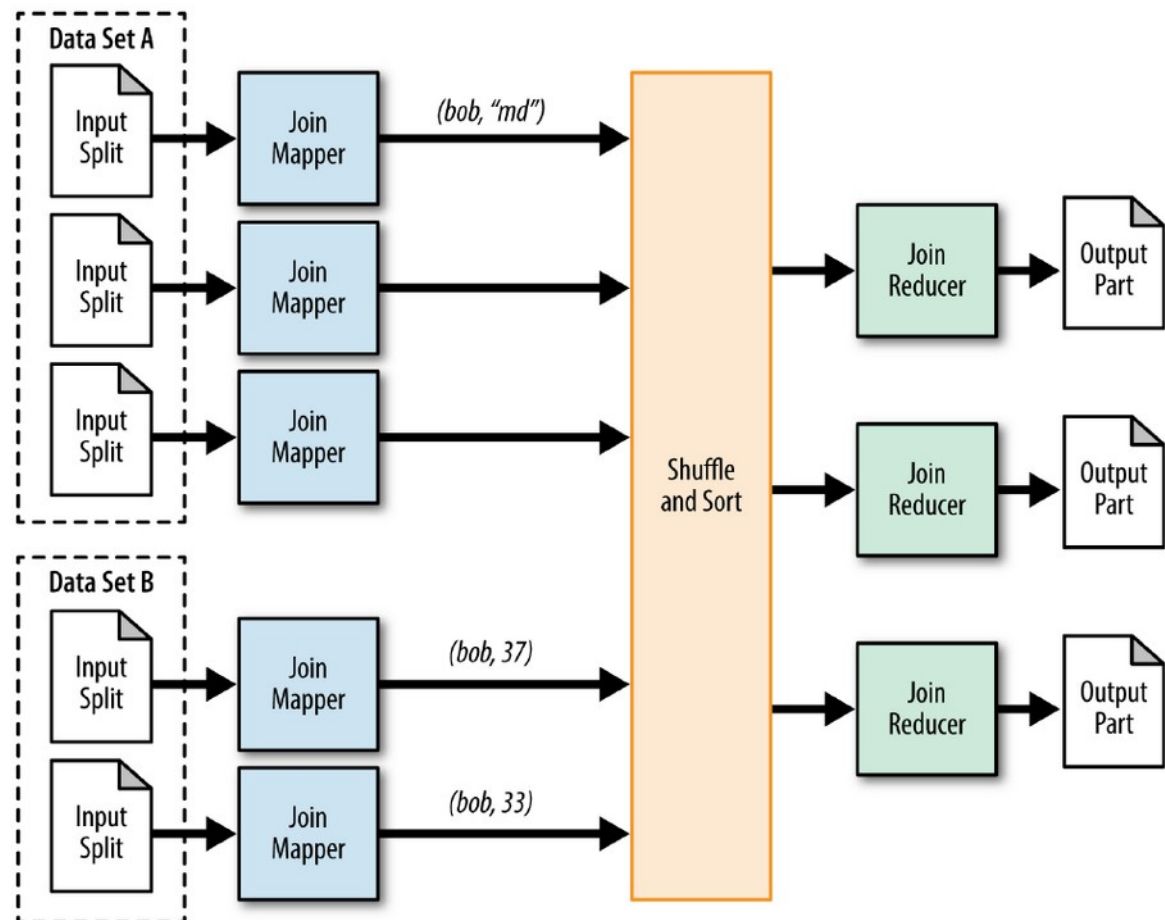 Data Set A
Input
Split
Join
Mapper
(bob, “md”)
Input
Split
Join
Mapper
Input
Split
Join
Mapper
Shuffle
and Sort
Join
Reducer
Output
Part
Join
Reducer
Output
Part
Join
Reducer
Output
Part
Data Set B
Input
Split
Join
Mapper
(bob, 37)
Input
Split
Join
Mapper
(bob, 33)